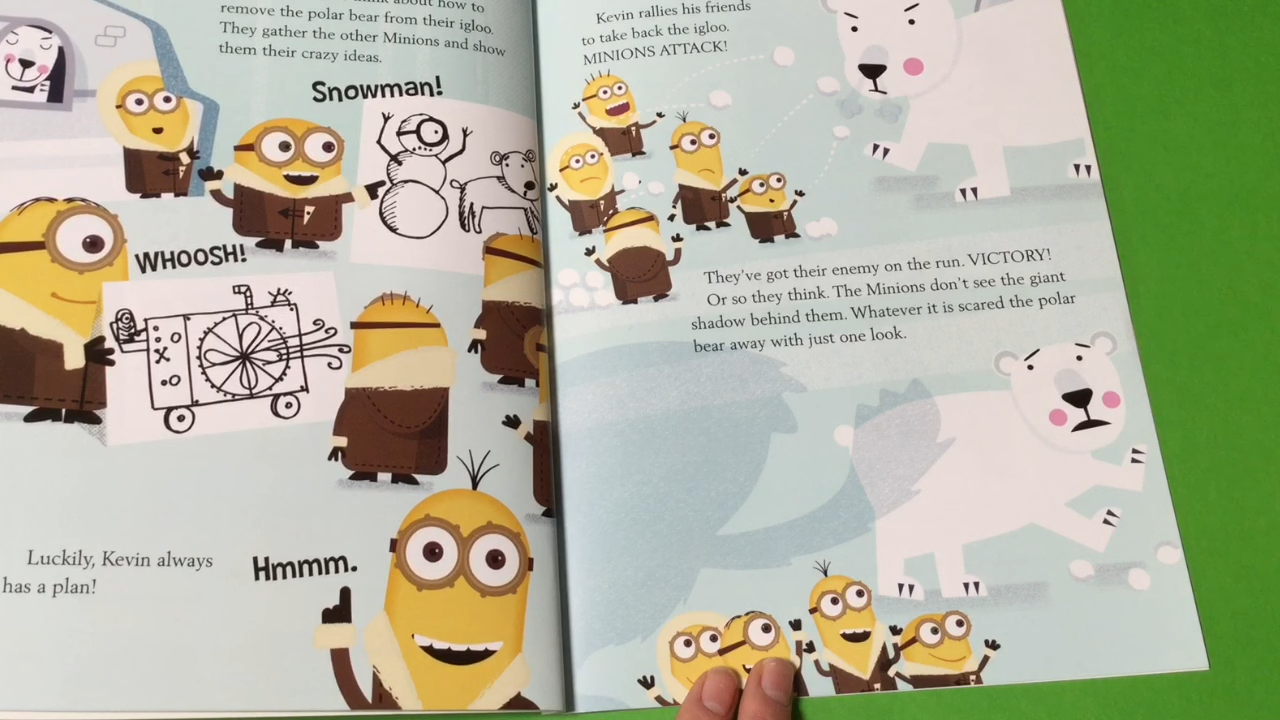 about how to
remove the polar bear from their igloo.
They gather the other Minions and show
them their crazy ideas.
Snowman!
WHOOSH!
Luckily, Kevin always
has a plan!
Hmmm.
Kevin rallies his friends
to take back the igloo.
MINIONS ATTACK!
They've got their enemy on the run. VICTORY!
Or so they think. The Minions don't see the giant
shadow behind them. Whatever it is scared the polar
bear away with just one look.